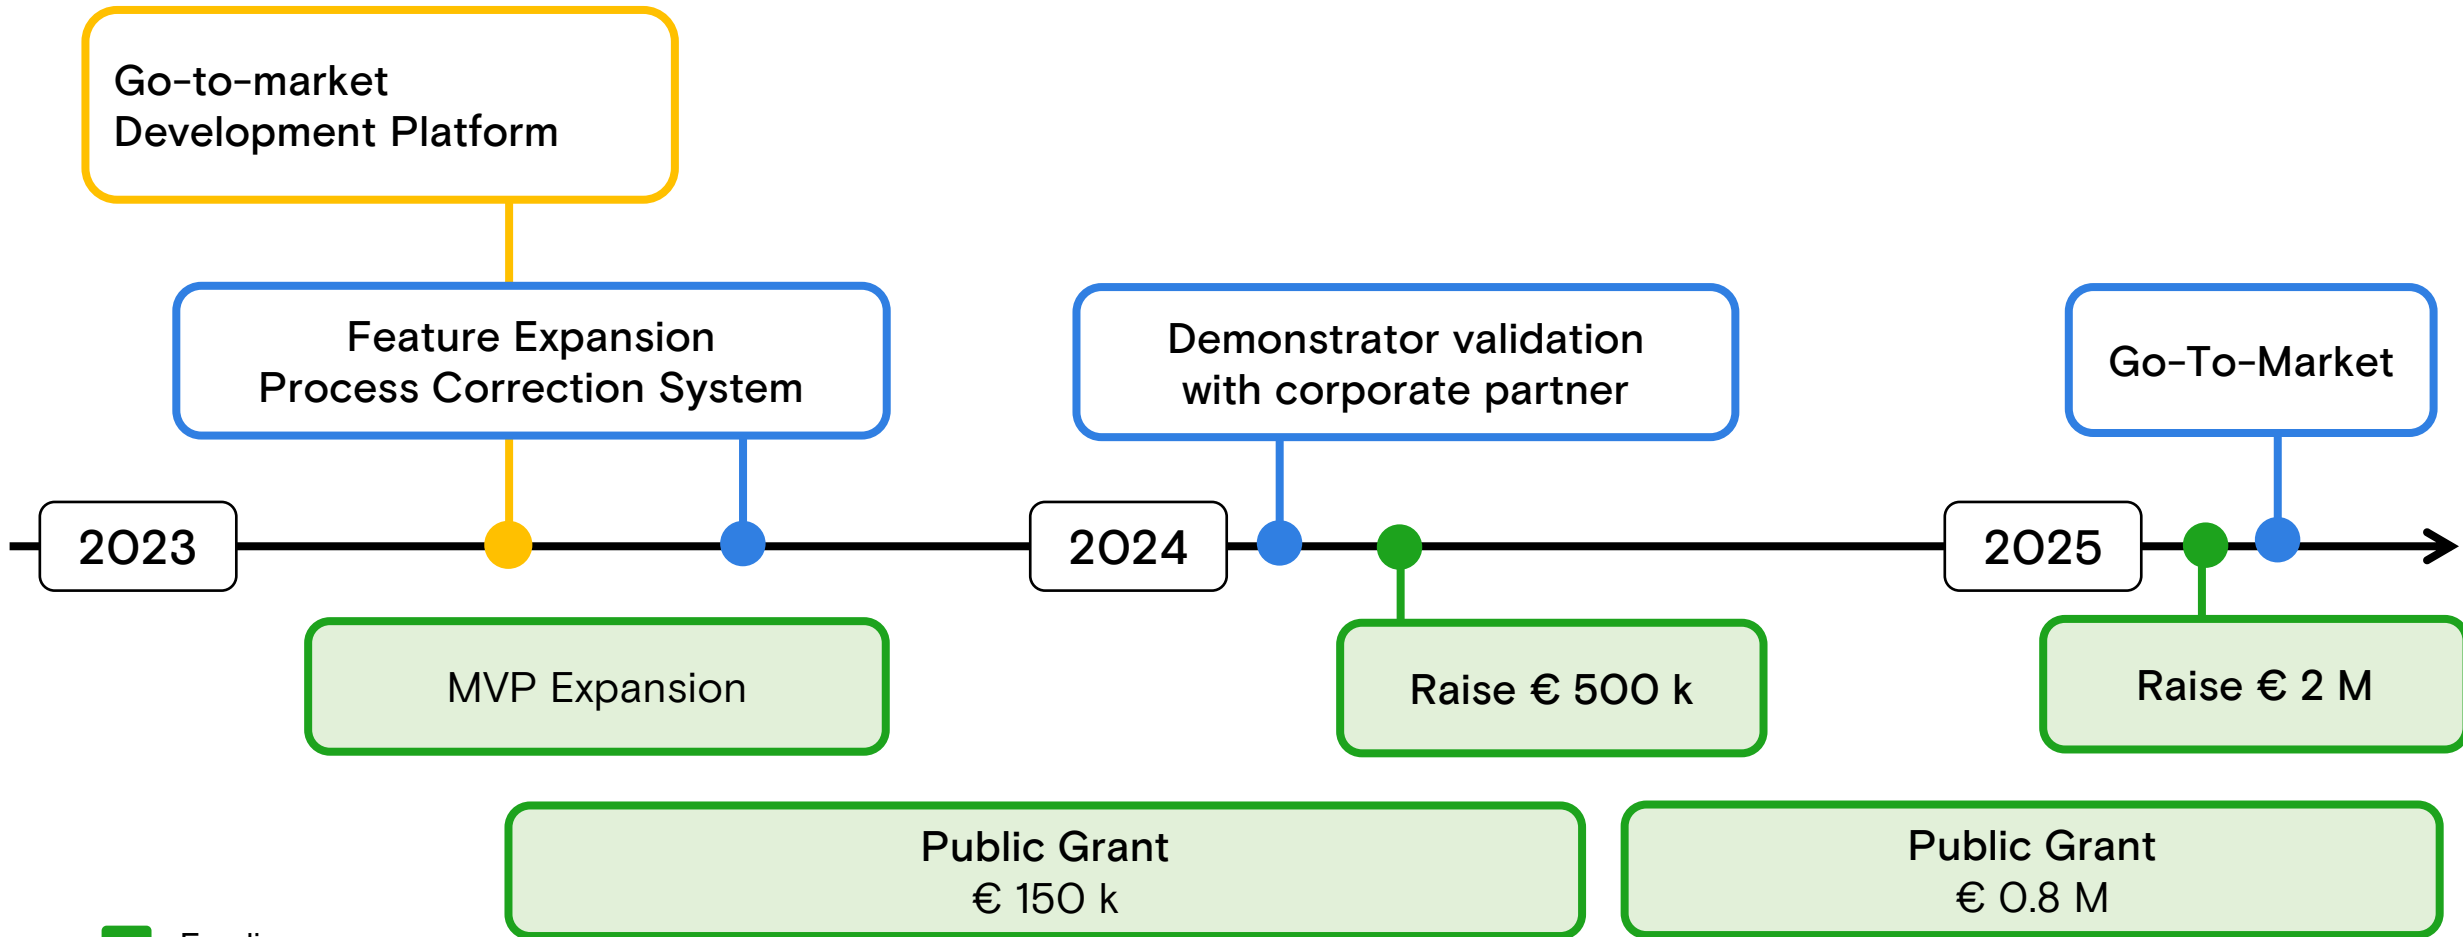 Go-to-market
Development Platform
Feature Expansion
Process Correction System
Demonstrator validation
with corporate partner
Go-To-Market
2023
2024
2025
MVP Expansion
Raise € 500 k
Raise € 2 M
Public Grant
€ 150 k
Public Grant
€ 0.8 M